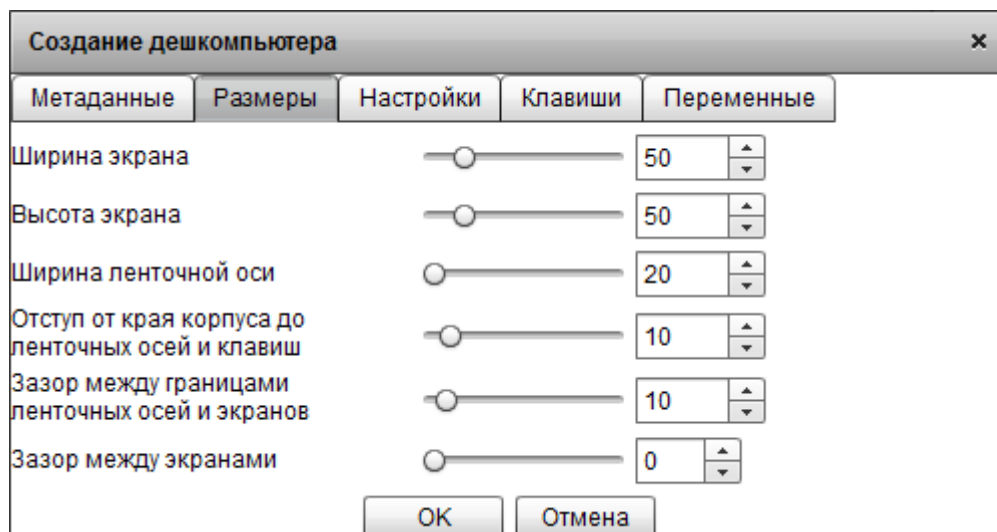 Создание дешкомпьютера ×
Метаданные Размеры Настройки Клавиши Переменные
Ширина экрана 50
Высота экрана 50
Ширина ленточной оси 20
Отступ от края корпуса до
ленточных осей и клавиш 10
Зазор между границами
ленточных осей и экранов 10
Зазор между экранами 0
OK Отмена